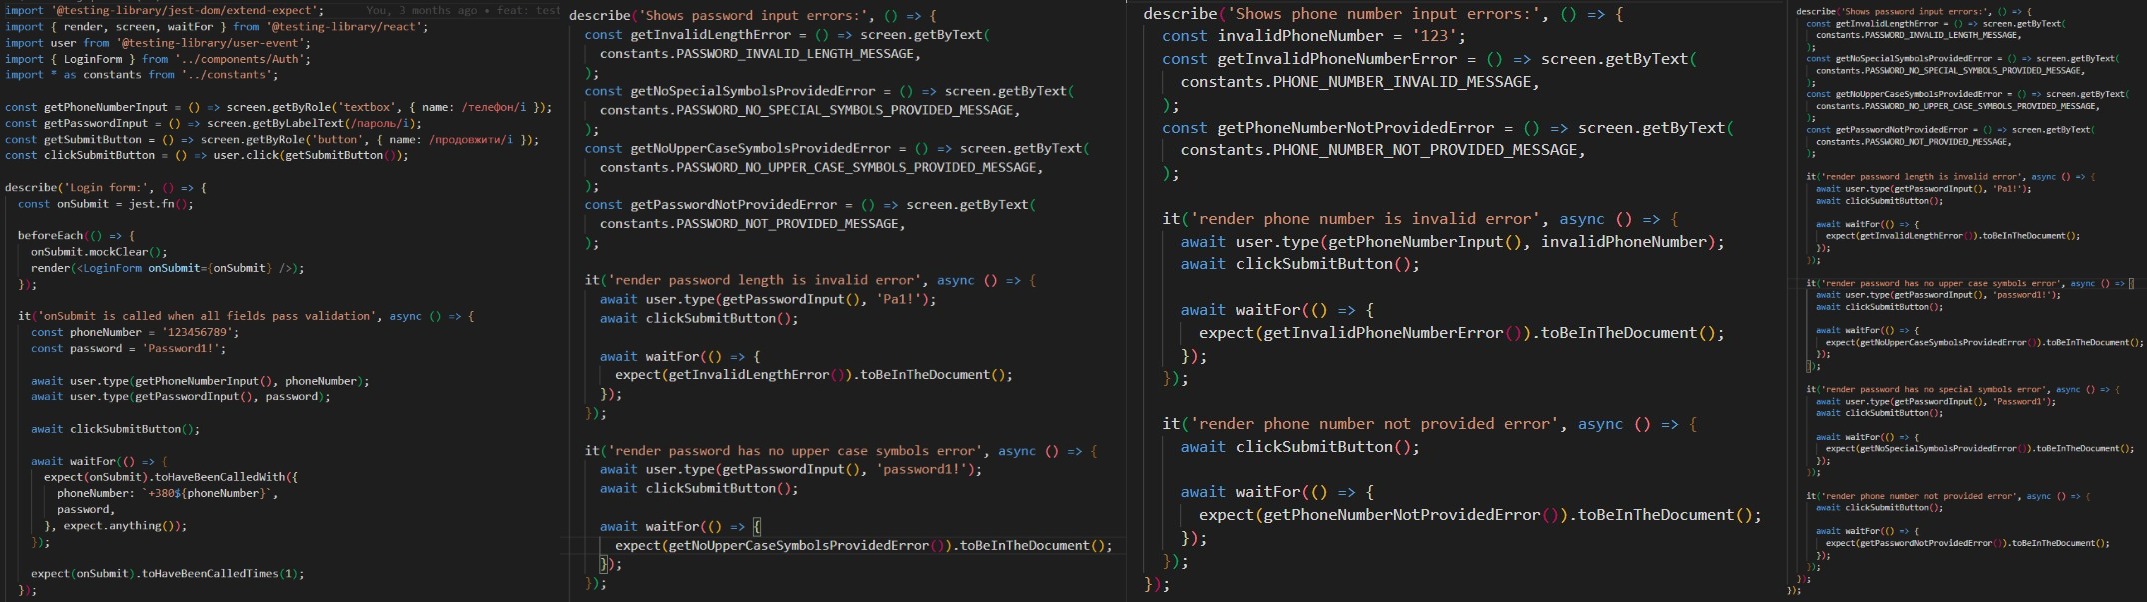 import '@testing-library/jest-dom/extend-expect'; You, 3 months ago • feat: test
import { render, screen, waitFor } from '@testing-library/react';
import user from '@testing-library/user-event';
import { LoginForm } from '../components/Auth';
import * as constants from '../constants';
const getPhoneNumberInput = () => screen.getByRole('textbox', { name: /телефон/i });
const getPasswordInput = () => screen.getByLabelText(/пароль/i);
const getSubmitButton = () => screen.getByRole('button', { name: /продовжити/i });
const clickSubmitButton = () => user.click(getSubmitButton());
describe('Login form:', () => {
const onSubmit = jest.fn();
beforeEach(() => {
onSubmit.mockClear();
render(<LoginForm onSubmit={onSubmit} />);
});
it('onSubmit is called when all fields pass validation', async () => {
const phoneNumber = '123456789';
const password = 'Password1!';
await user.type(getPhoneNumberInput(), phoneNumber);
await user.type(getPasswordInput(), password);
await clickSubmitButton();
await waitFor(() => {
expect(onSubmit).toHaveBeenCalledWith({
phoneNumber: `+380${phoneNumber}`,
password,
}, expect.anything());
});
expect(onSubmit).toHaveBeenCalledTimes(1);
});
describe('Shows password input errors:', () => {
const getInvalidLengthError = () => screen.getByText(
constants.PASSWORD_INVALID_LENGTH_MESSAGE,
);
const getNoSpecialSymbolsProvidedError = () => screen.getByText(
constants.PASSWORD_NO_SPECIAL_SYMBOLS_PROVIDED_MESSAGE,
);
const getNoUpperCaseSymbolsProvidedError = () => screen.getByText(
constants.PASSWORD_NO_UPPER_CASE_SYMBOLS_PROVIDED_MESSAGE,
);
const getPasswordNotProvidedError = () => screen.getByText(
constants.PASSWORD_NOT_PROVIDED_MESSAGE,
);
it('render password length is invalid error', async () => {
await user.type(getPasswordInput(), 'Pa1!');
await clickSubmitButton();
await waitFor(() => {
expect(getInvalidLengthError()).toBeInTheDocument();
});
});
it('render password has no upper case symbols error', async () => {
await user.type(getPasswordInput(), 'password1!');
await clickSubmitButton();
await waitFor(() => {
expect(getNoUpperCaseSymbolsProvidedError()).toBeInTheDocument();
});
});
describe('Shows phone number input errors:', () => {
const invalidPhoneNumber = '123';
const getInvalidPhoneNumberError = () => screen.getByText(
constants.PHONE_NUMBER_INVALID_MESSAGE,
);
const getPhoneNumberNotProvidedError = () => screen.getByText(
constants.PHONE_NUMBER_NOT_PROVIDED_MESSAGE,
);
it('render phone number is invalid error', async () => {
await user.type(getPhoneNumberInput(), invalidPhoneNumber);
await clickSubmitButton();
await waitFor(() => {
expect(getInvalidPhoneNumberError()).toBeInTheDocument();
});
});
it('render phone number not provided error', async () => {
await clickSubmitButton();
await waitFor(() => {
expect(getPhoneNumberNotProvidedError()).toBeInTheDocument();
});
});
});
describe('Shows password input errors:', () => {
const getInvalidLengthError = () => screen.getByText(
constants.PASSWORD_INVALID_LENGTH_MESSAGE,
);
const getNoSpecialSymbolsProvidedError = () => screen.getByText(
constants.PASSWORD_NO_SPECIAL_SYMBOLS_PROVIDED_MESSAGE,
);
const getNoUpperCaseSymbolsProvidedError = () => screen.getByText(
constants.PASSWORD_NO_UPPER_CASE_SYMBOLS_PROVIDED_MESSAGE,
);
const getPasswordNotProvidedError = () => screen.getByText(
constants.PASSWORD_NOT_PROVIDED_MESSAGE,
);
it('render password length is invalid error', async () => {
await user.type(getPasswordInput(), 'Pa1!');
await clickSubmitButton();
await waitFor(() => {
expect(getInvalidLengthError()).toBeInTheDocument();
});
});
it('render password has no upper case symbols error', async () => {
await user.type(getPasswordInput(), 'password1!');
await clickSubmitButton();
await waitFor(() => {
expect(getNoUpperCaseSymbolsProvidedError()).toBeInTheDocument();
});
});
it('render password has no special symbols error', async () => {
await user.type(getPasswordInput(), 'Password1');
await clickSubmitButton();
await waitFor(() => {
expect(getNoSpecialSymbolsProvidedError()).toBeInTheDocument();
});
});
it('render phone number not provided error', async () => {
await clickSubmitButton();
await waitFor(() => {
expect(getPasswordNotProvidedError()).toBeInTheDocument();
});
});
});
});